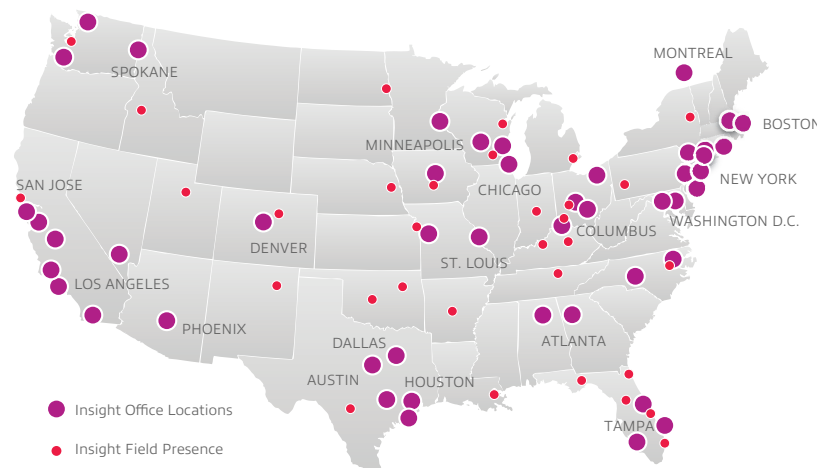 MONTREAL
SPOKANE
BOSTON
MINNEAPOLIS
SAN JOSE
CHICAGO
NEW YORK
WASHINGTON D.C.
COLUMBUS
DENVER
ST. LOUIS
LOS ANGELES
PHOENIX
DALLAS
ATLANTA
AUSTIN
HOUSTON
Insight Office Locations
TAMPA
Insight Field Presence